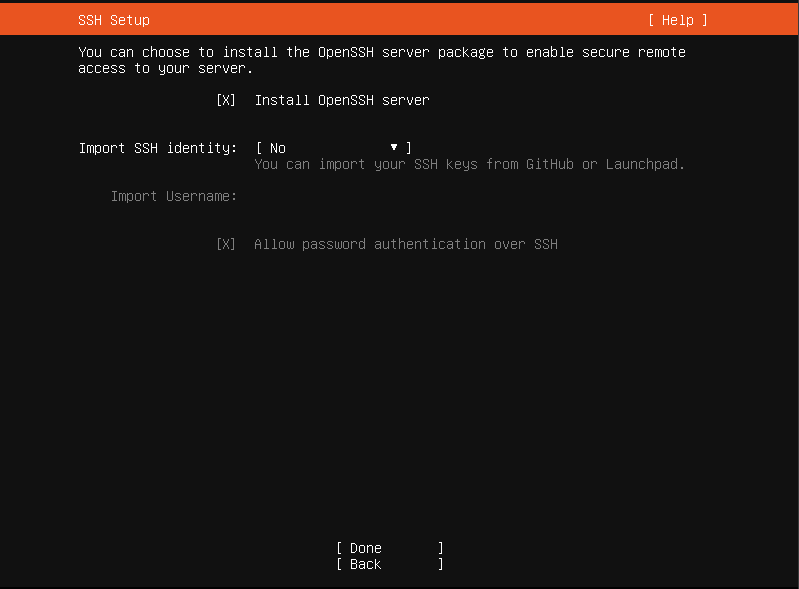 SSH Setup [ Help ]
You can choose to install the OpenSSH server package to enable secure remote
access to your server.
[X] Install OpenSSH server
Import SSH identity: [ No ▾ ]
You can import your SSH keys from GitHub or Launchpad.
Import Username:
[X] Allow password authentication over SSH
[ Done ]
[ Back ]